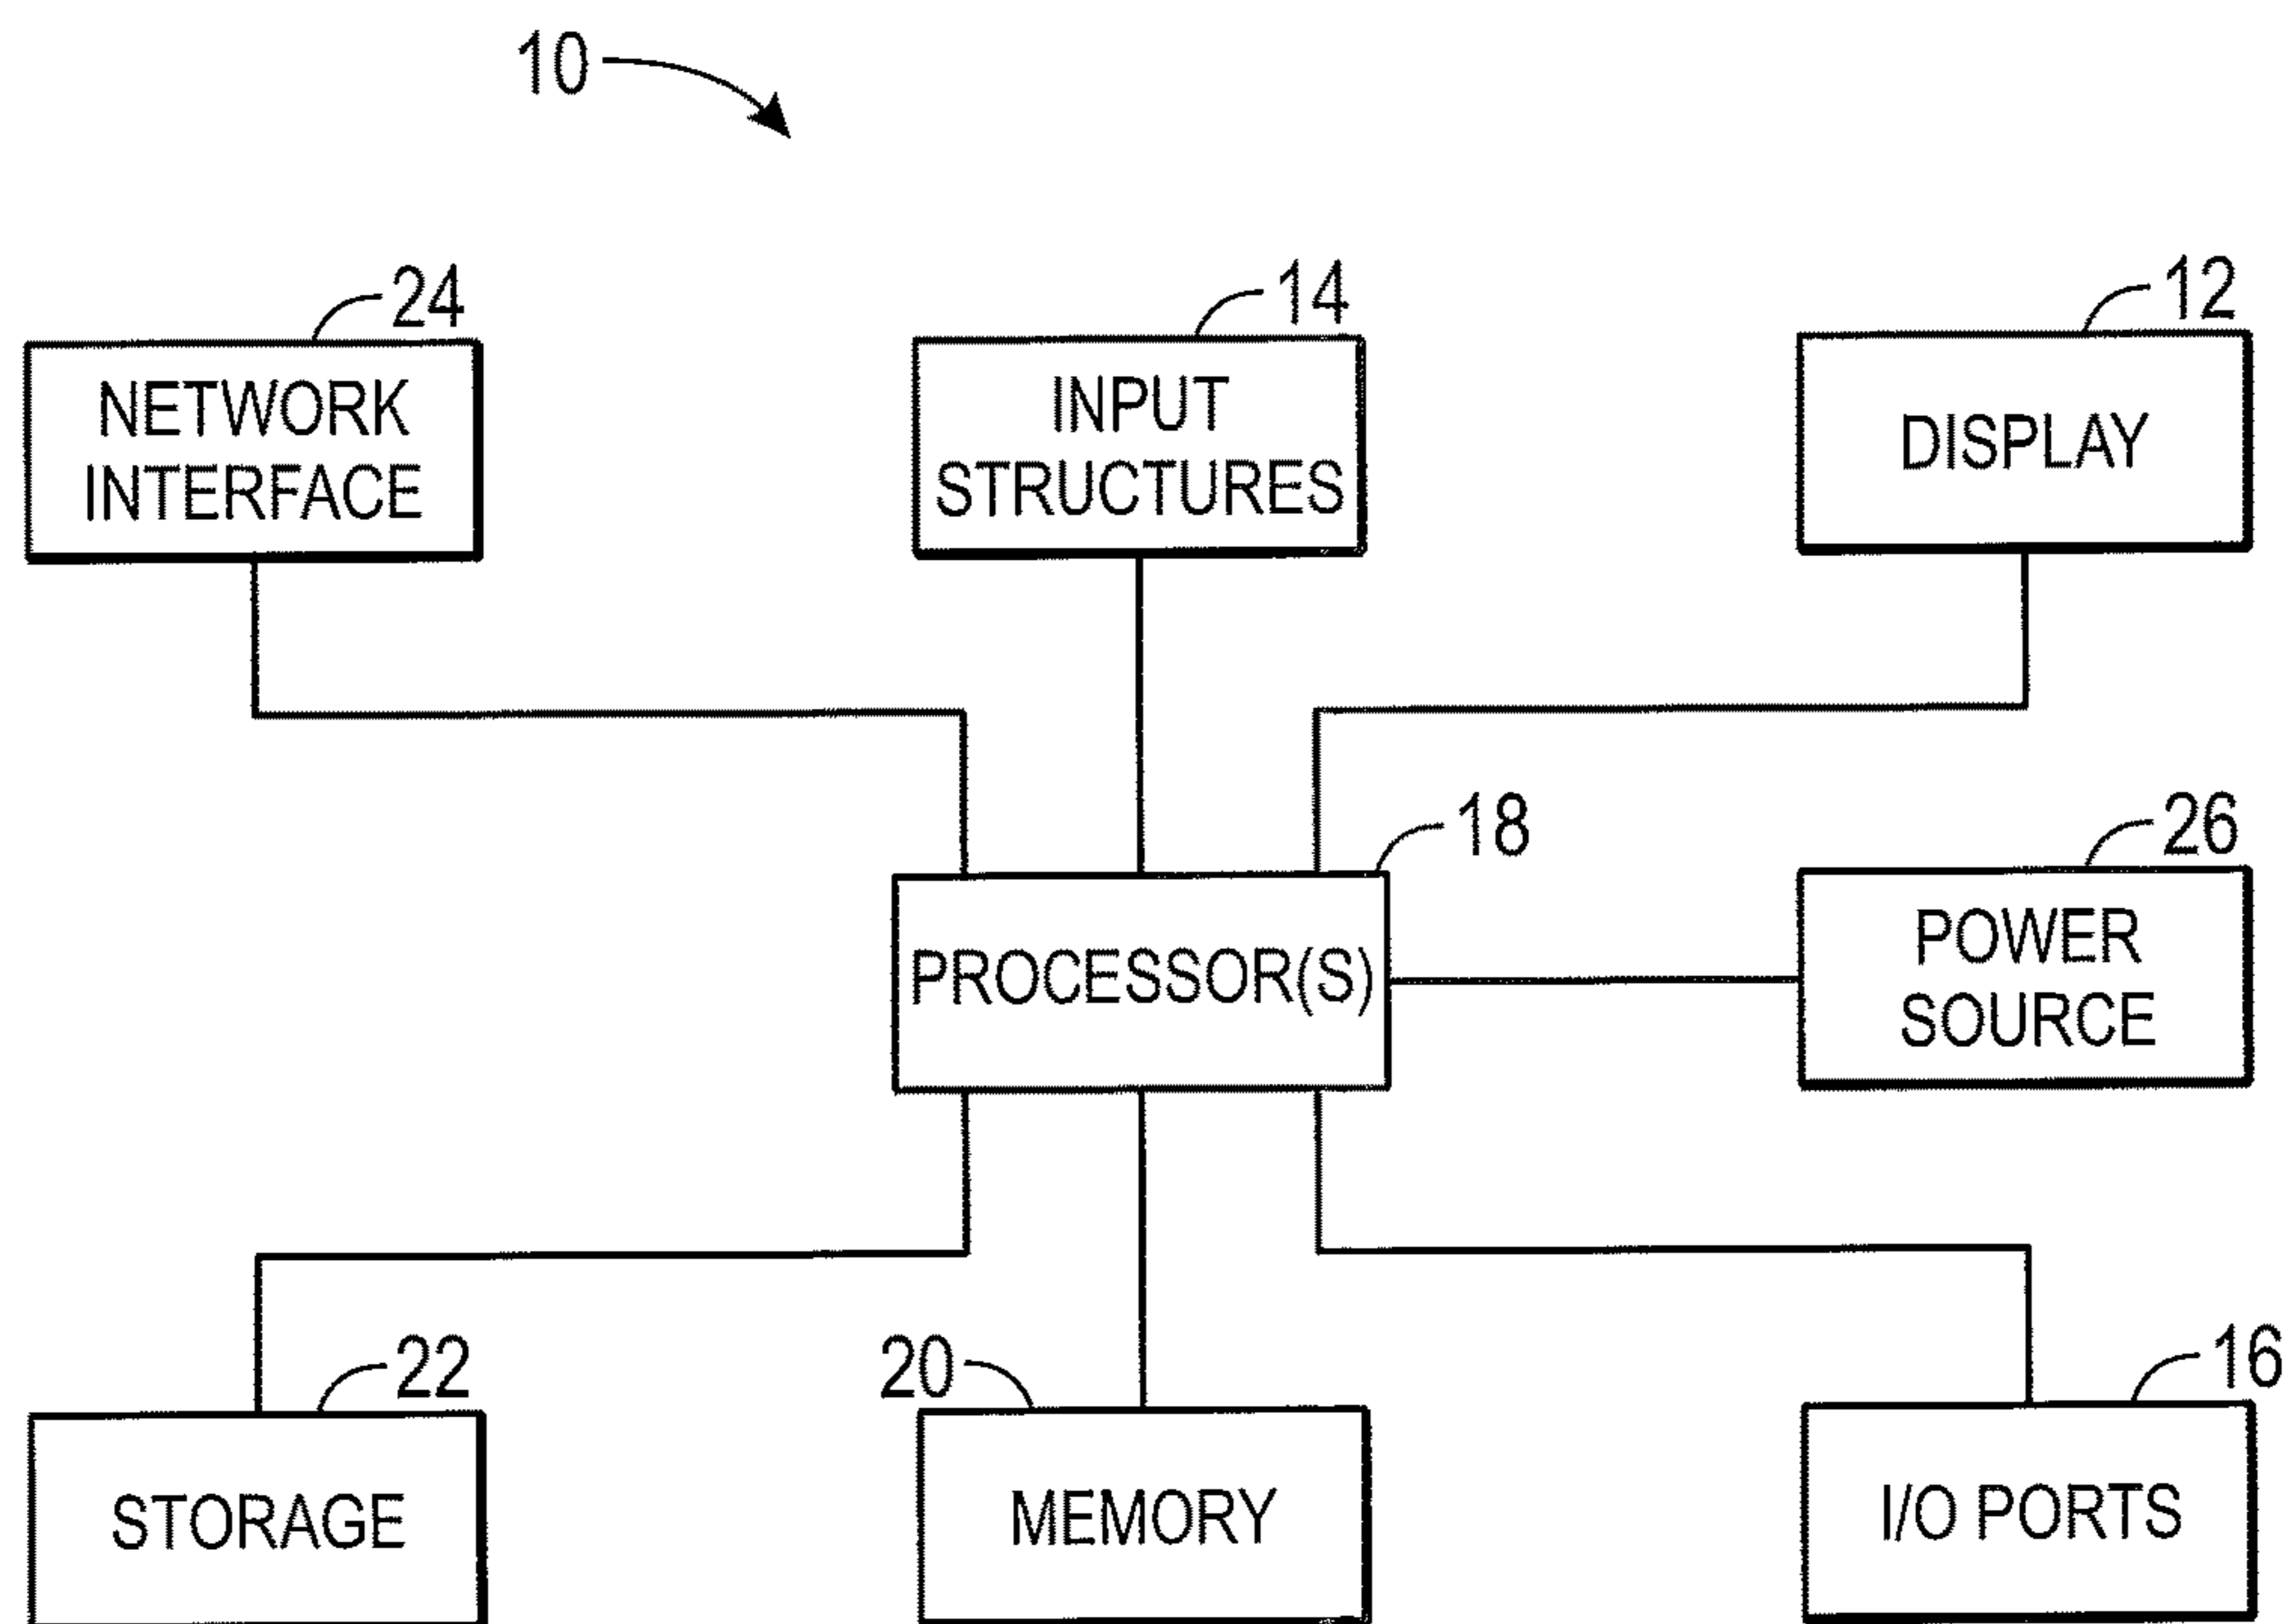 10
24
14
12
NETWORK
INTERFACE
INPUT
STRUCTURES
DISPLAY
18
26
PROCESSOR(S)
POWER
SOURCE
22
20
16
STORAGE
MEMORY
I/O PORTS